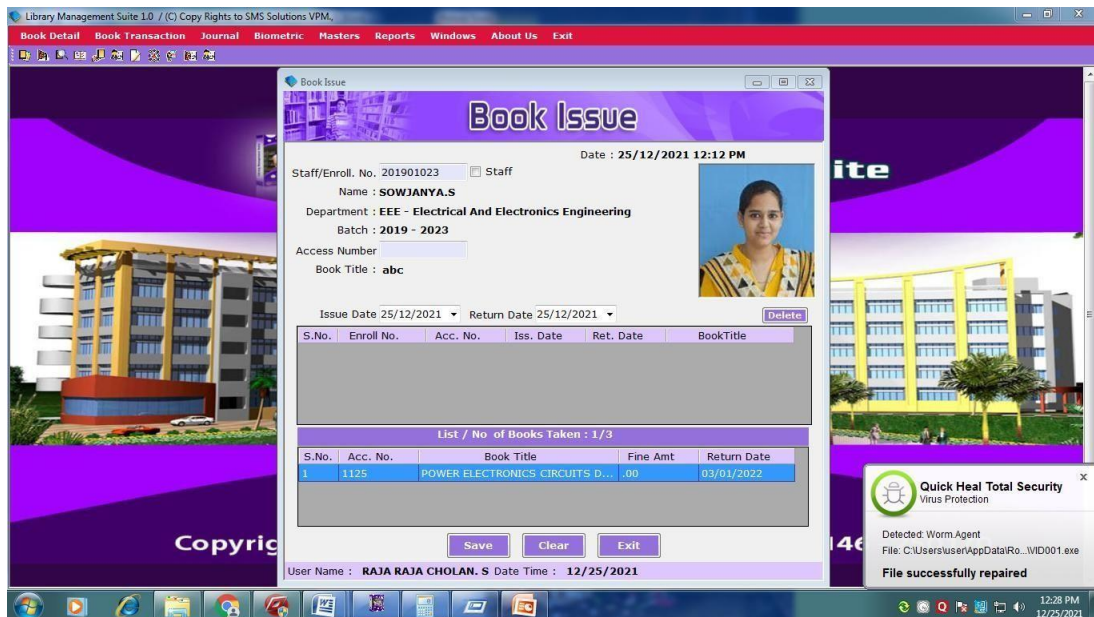 Library Management Suite 1.0 / (C) Copy Rights to SMS Solutions VPM.,
Book Detail Book Transaction Journal Biometric Masters Reports Windows About Us Exit
Book Issue
Book Issue
ite
Date : 25/12/2021 12:12 PM
Staff/Enroll. No. 201901023 Staff
Name : SOWJANYA.S
Department : EEE - Electrical And Electronics Engineering
Batch : 2019 - 2023
Access Number
Book Title : abc
Issue Date 25/12/2021 Return Date 25/12/2021 Delete
S.No. Enroll No. Acc. No. Iss. Date Ret. Date BookTitle
List / No of Books Taken : 1/3
S.No. Acc. No. Book Title Fine Amt Return Date
1 1125 POWER ELECTRONICS CIRCUITS D... .00 03/01/2022
Save Clear Exit
User Name : RAJA RAJA CHOLAN. S Date Time : 12/25/2021
Copyrig
146
Quick Heal Total Security
Virus Protection
Detected: Worm.Agent
File: C:\Users\user\AppData\Ro...\VID001.exe
File successfully repaired
12:28 PM
12/25/2021